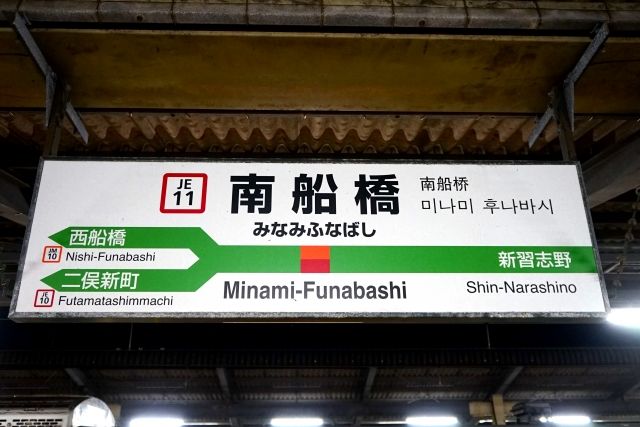 JE
11
南船橋
みなみふなばし
Minami-Funabashi
南船桥
미나미 후나바시
西船橋
JM
10
Nishi-Funabashi
二俣新町
JE
10
Futamatashimmachi
新習志野
Shin-Narashino